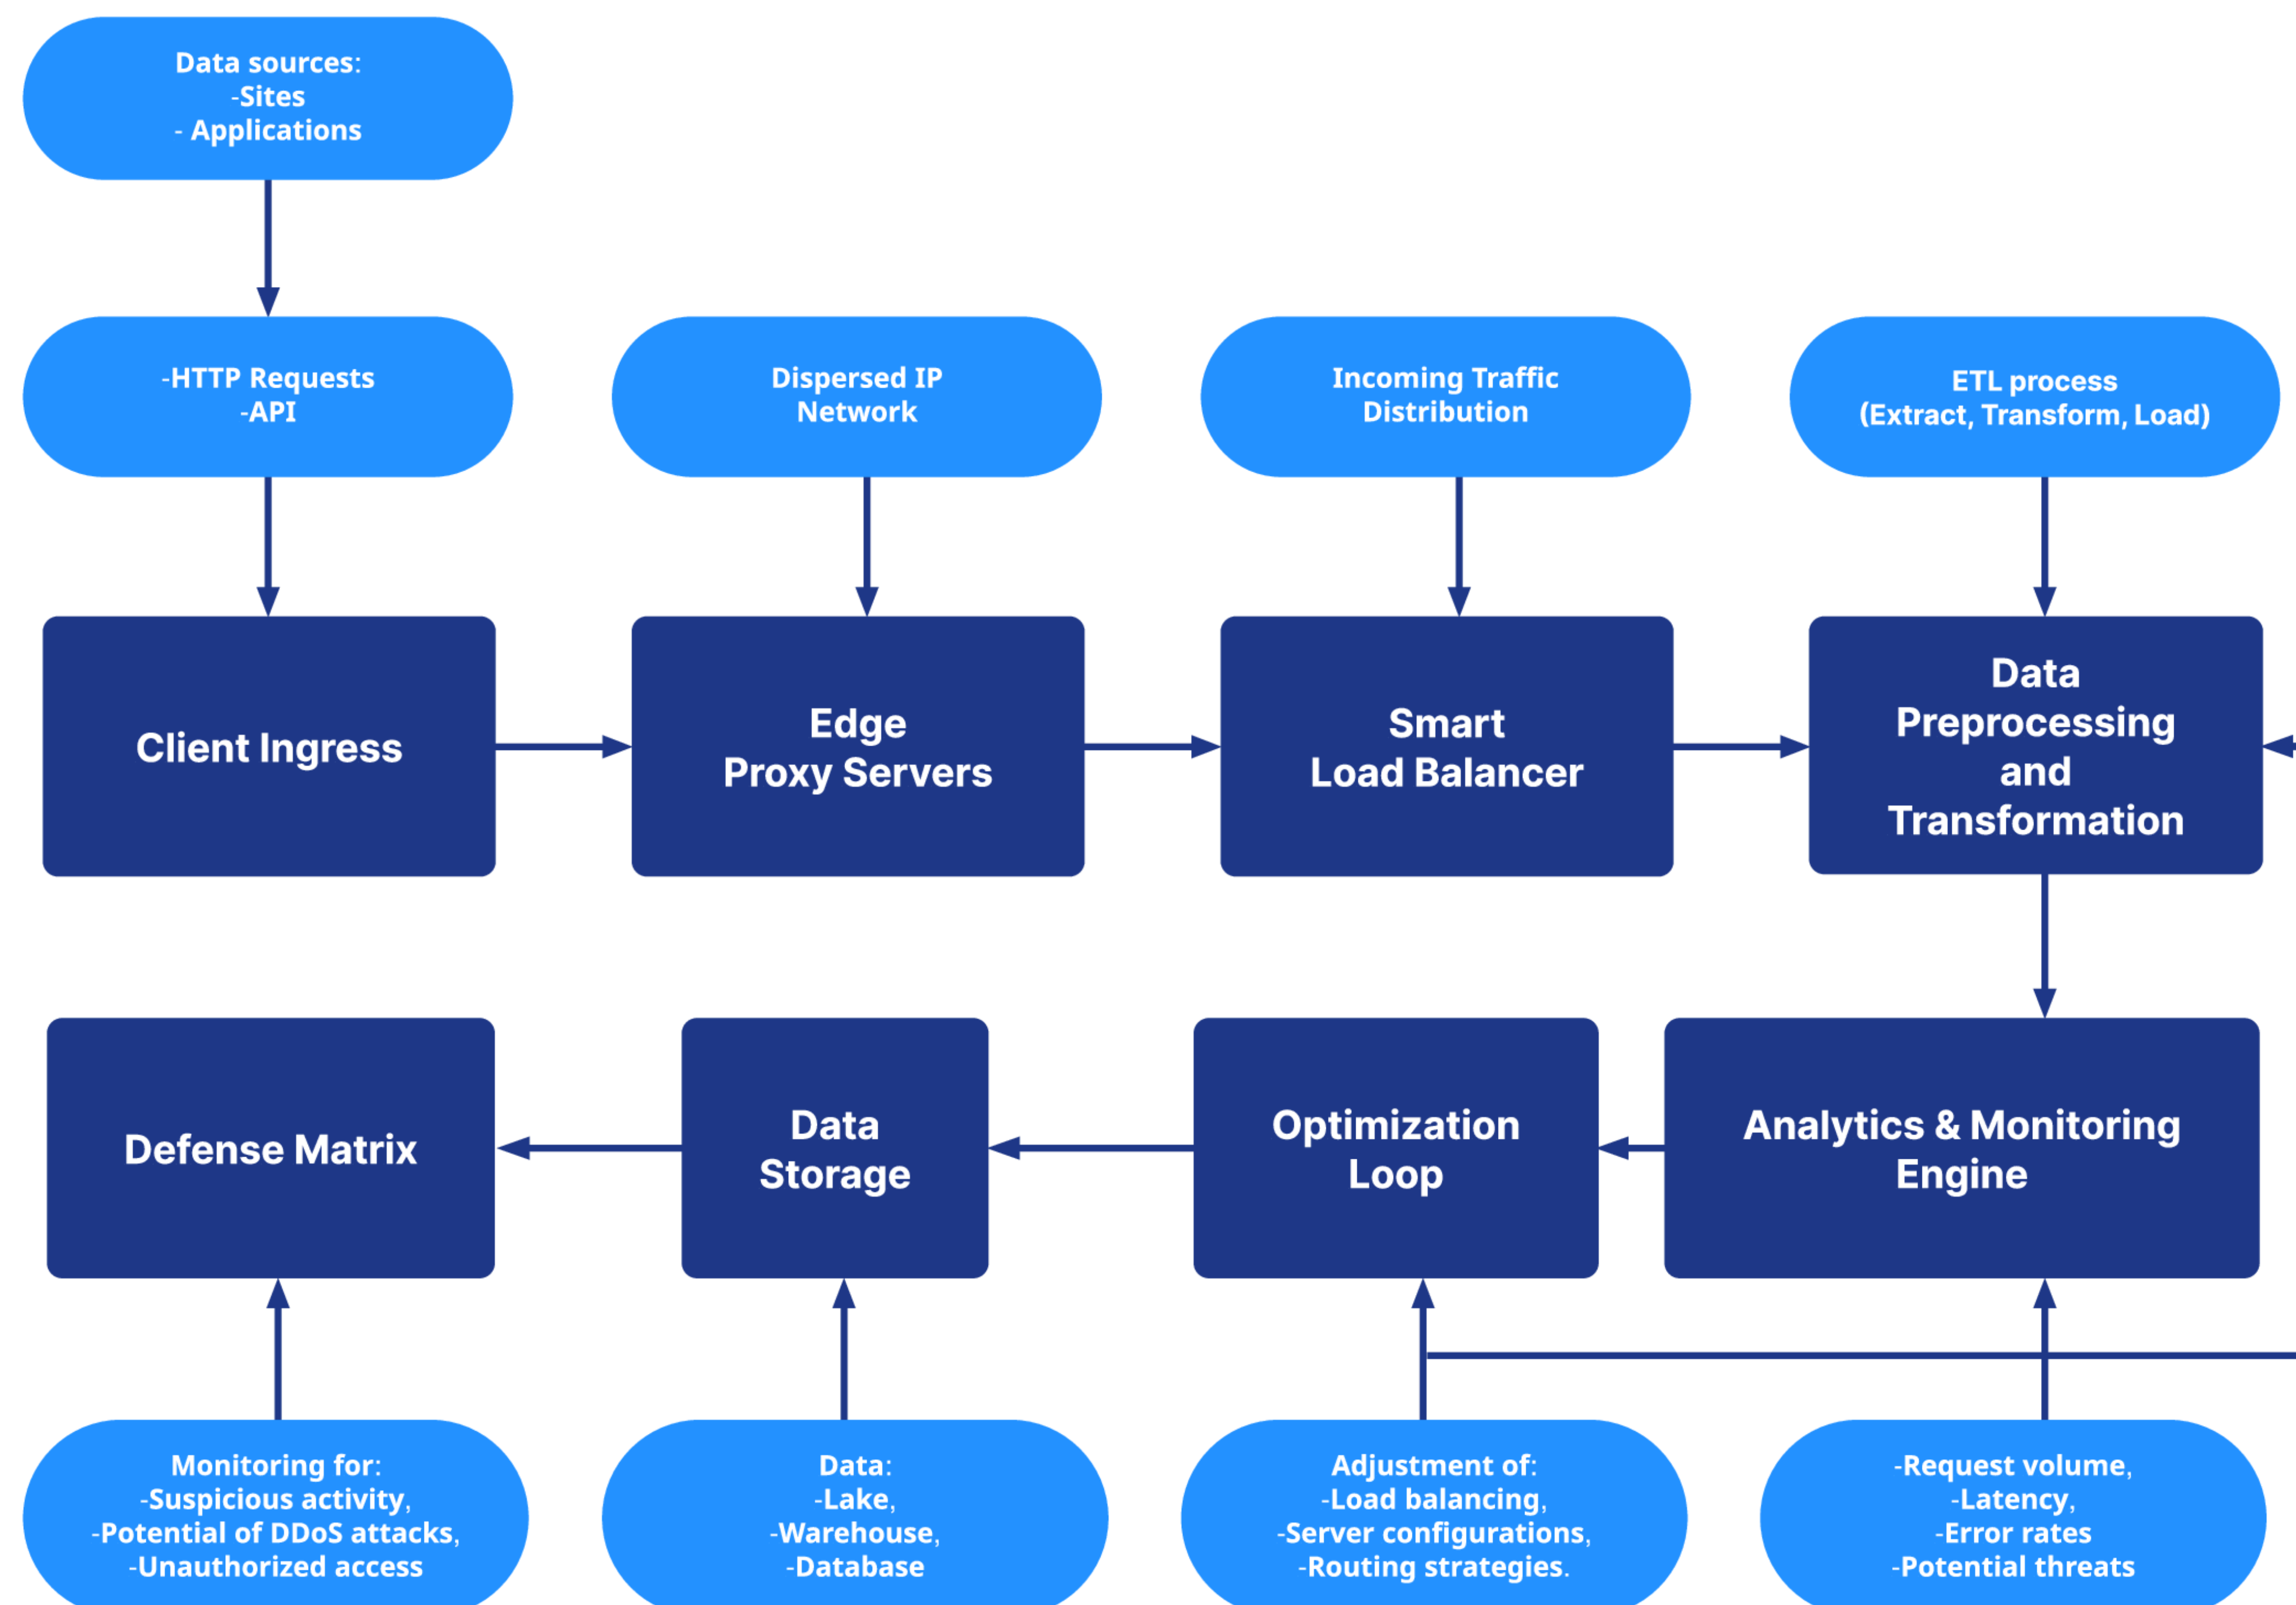 Data sources:
-Sites
- Applications
-HTTP Requests
-API
Dispersed IP
Network
Incoming Traffic
Distribution
ETL process
(Extract, Transform, Load)
Client Ingress
Edge
Proxy Servers
Smart
Load Balancer
Data
Preprocessing
and
Transformation
Defense Matrix
Data
Storage
Optimization
Loop
Analytics & Monitoring
Engine
Monitoring for:
-Suspicious activity,
-Potential of DDoS attacks,
-Unauthorized access
Data:
-Lake,
-Warehouse,
-Database
Adjustment of:
-Load balancing,
-Server configurations,
-Routing strategies.
-Request volume,
-Latency,
-Error rates
-Potential threats